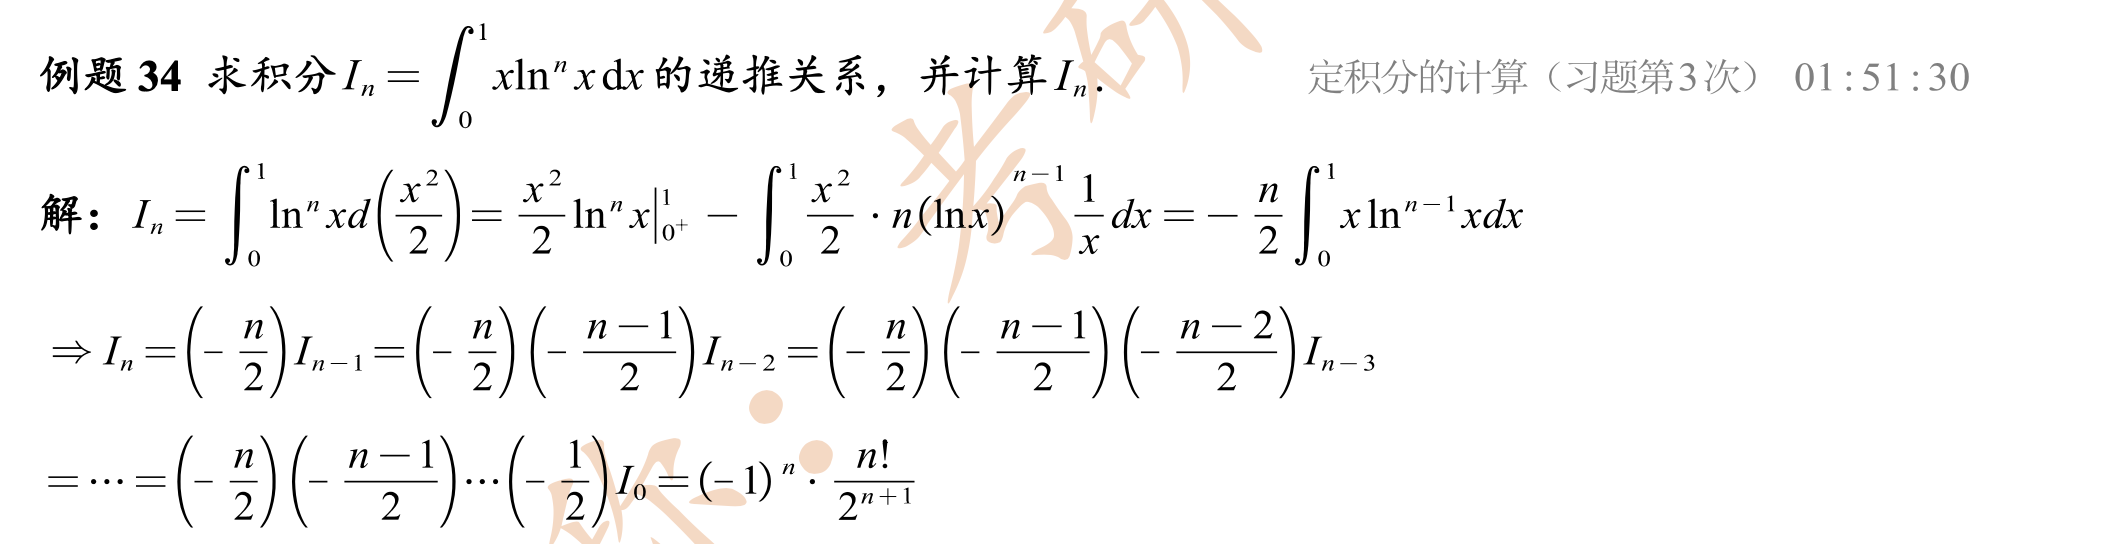 例题 34 求积分 $I_n = \int_0^1 x\ln^n x\,\mathrm{d}x$ 的递推关系，并计算 $I_n$. 定积分的计算（习题第3次） 01:51:30
解：$I_n = \int_0^1 \ln^n x d\left(\frac{x^2}{2}\right) = \frac{x^2}{2}\ln^n x\Big|_{0^+}^1 - \int_0^1 \frac{x^2}{2} \cdot n(\ln x)^{n-1}\frac{1}{x}dx = -\frac{n}{2}\int_0^1 x\ln^{n-1}xdx$
$\Rightarrow I_n = \left(-\frac{n}{2}\right)I_{n-1} = \left(-\frac{n}{2}\right)\left(-\frac{n-1}{2}\right)I_{n-2} = \left(-\frac{n}{2}\right)\left(-\frac{n-1}{2}\right)\left(-\frac{n-2}{2}\right)I_{n-3}$
$= \cdots = \left(-\frac{n}{2}\right)\left(-\frac{n-1}{2}\right)\cdots\left(-\frac{1}{2}\right)I_0 = (-1)^n \cdot \frac{n!}{2^{n+1}}$
考研
你